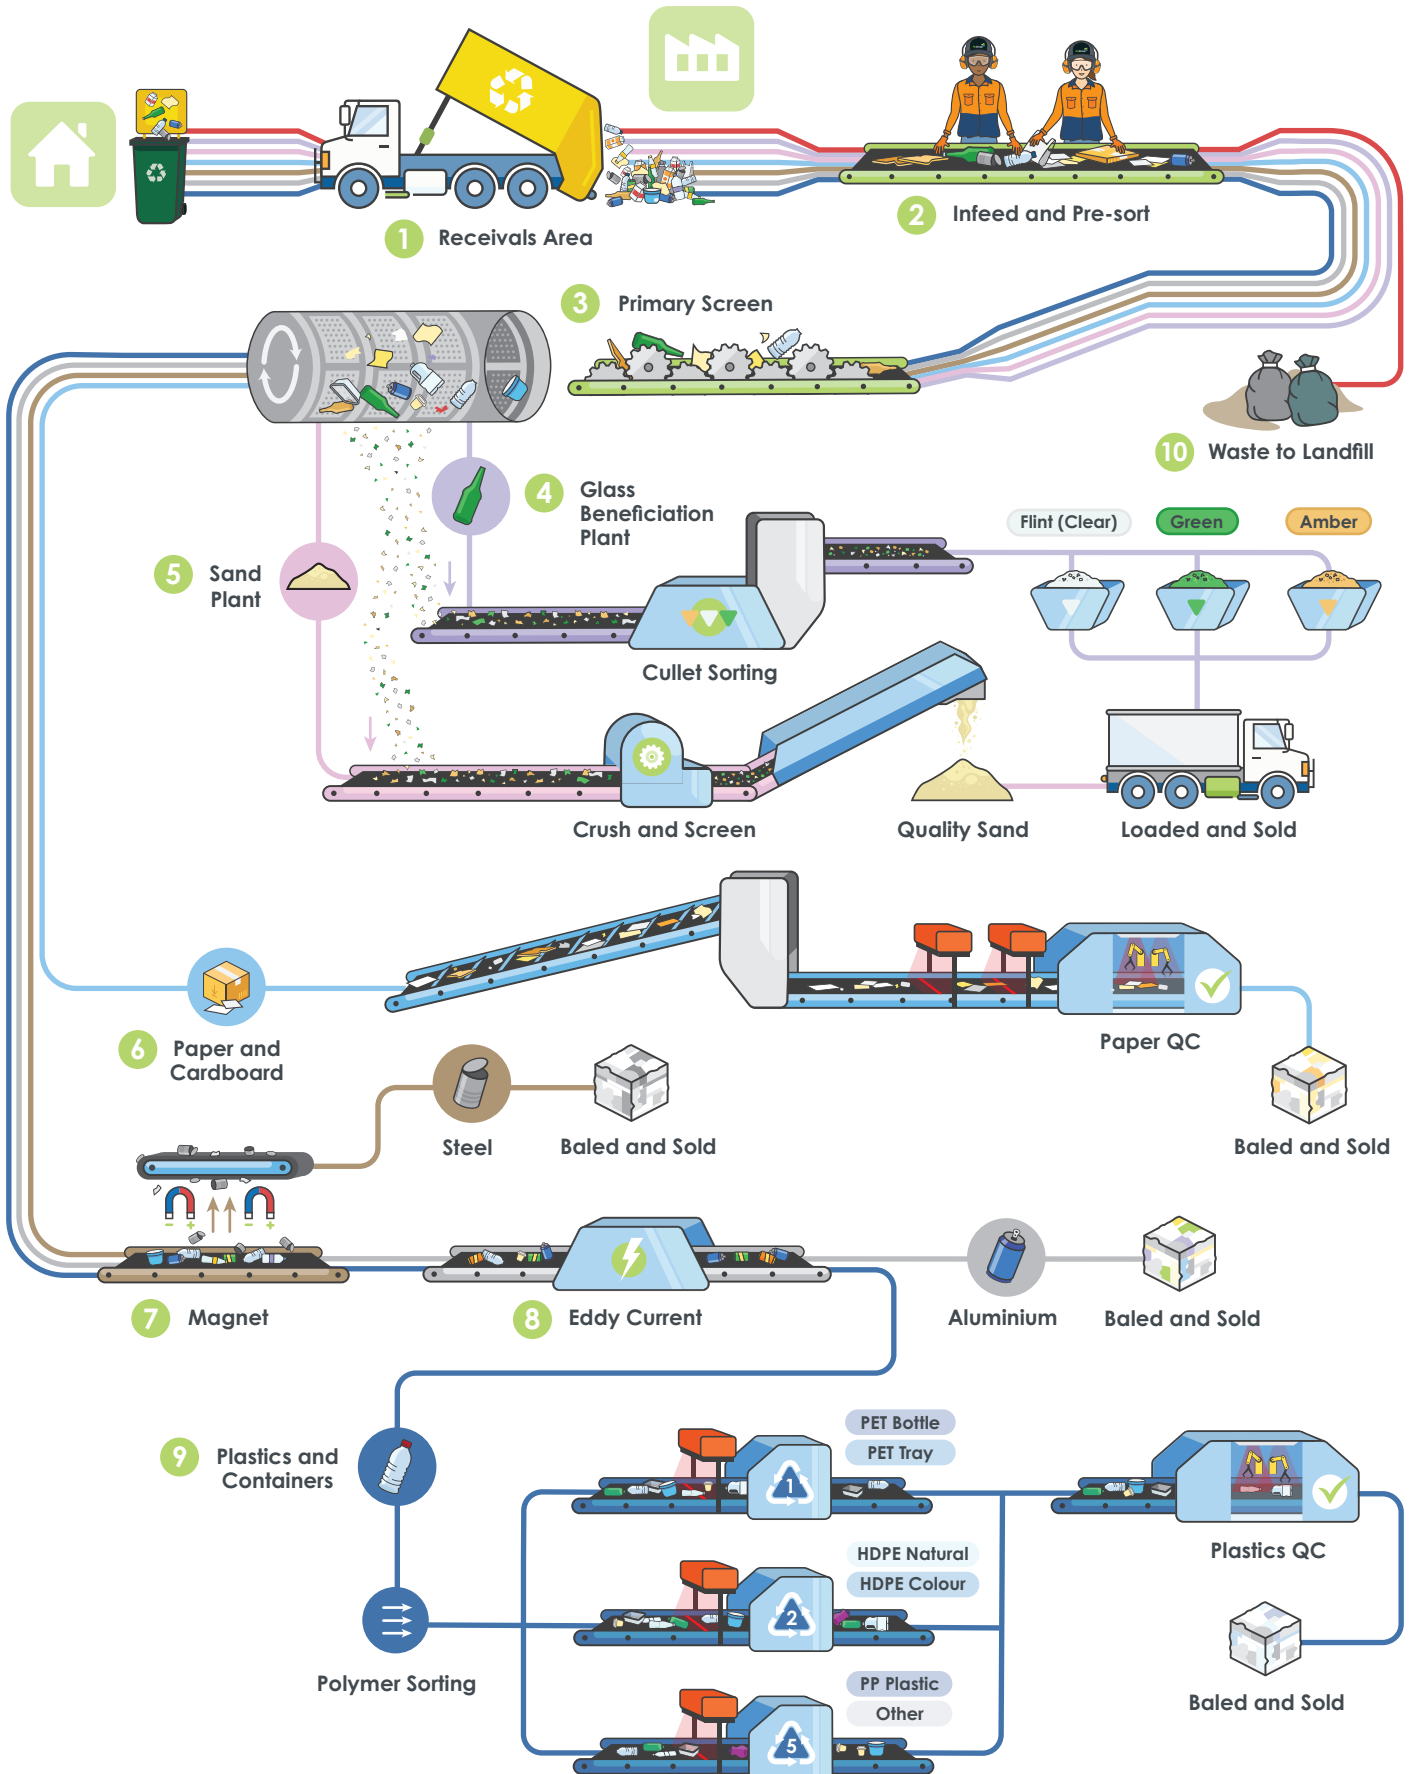 1 Receivals Area
2 Infeed and Pre-sort
3 Primary Screen
10 Waste to Landfill
4 Glass
Beneficiation
Plant
Flint (Clear)
Green
Amber
5 Sand
Plant
Cullet Sorting
Crush and Screen
Quality Sand
Loaded and Sold
Paper QC
6 Paper and
Cardboard
Steel
Baled and Sold
Baled and Sold
- +
- +
7 Magnet
8 Eddy Current
Aluminium
Baled and Sold
9 Plastics and
Containers
PET Bottle
PET Tray
1
Plastics QC
HDPE Natural
HDPE Colour
2
Polymer Sorting
PP Plastic
Other
5
Baled and Sold